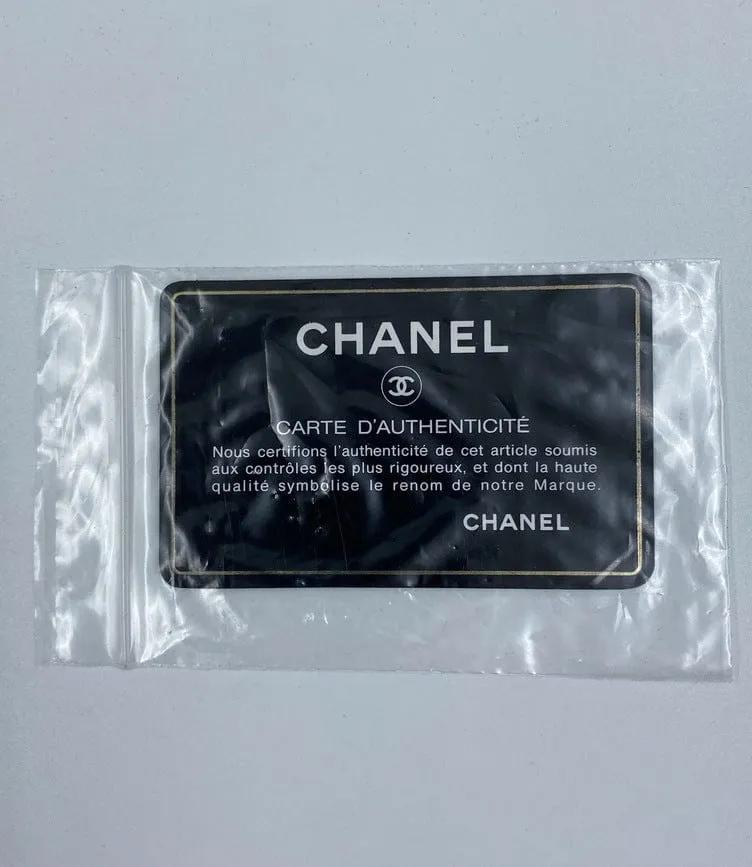 CHANEL
CARTE D'AUTHENTICITÉ
Nous certifions l'authenticité de cet article soumis
aux contrôles les plus rigoureux, et dont la haute
qualité symbolise le renom de notre Marque.
CHANEL